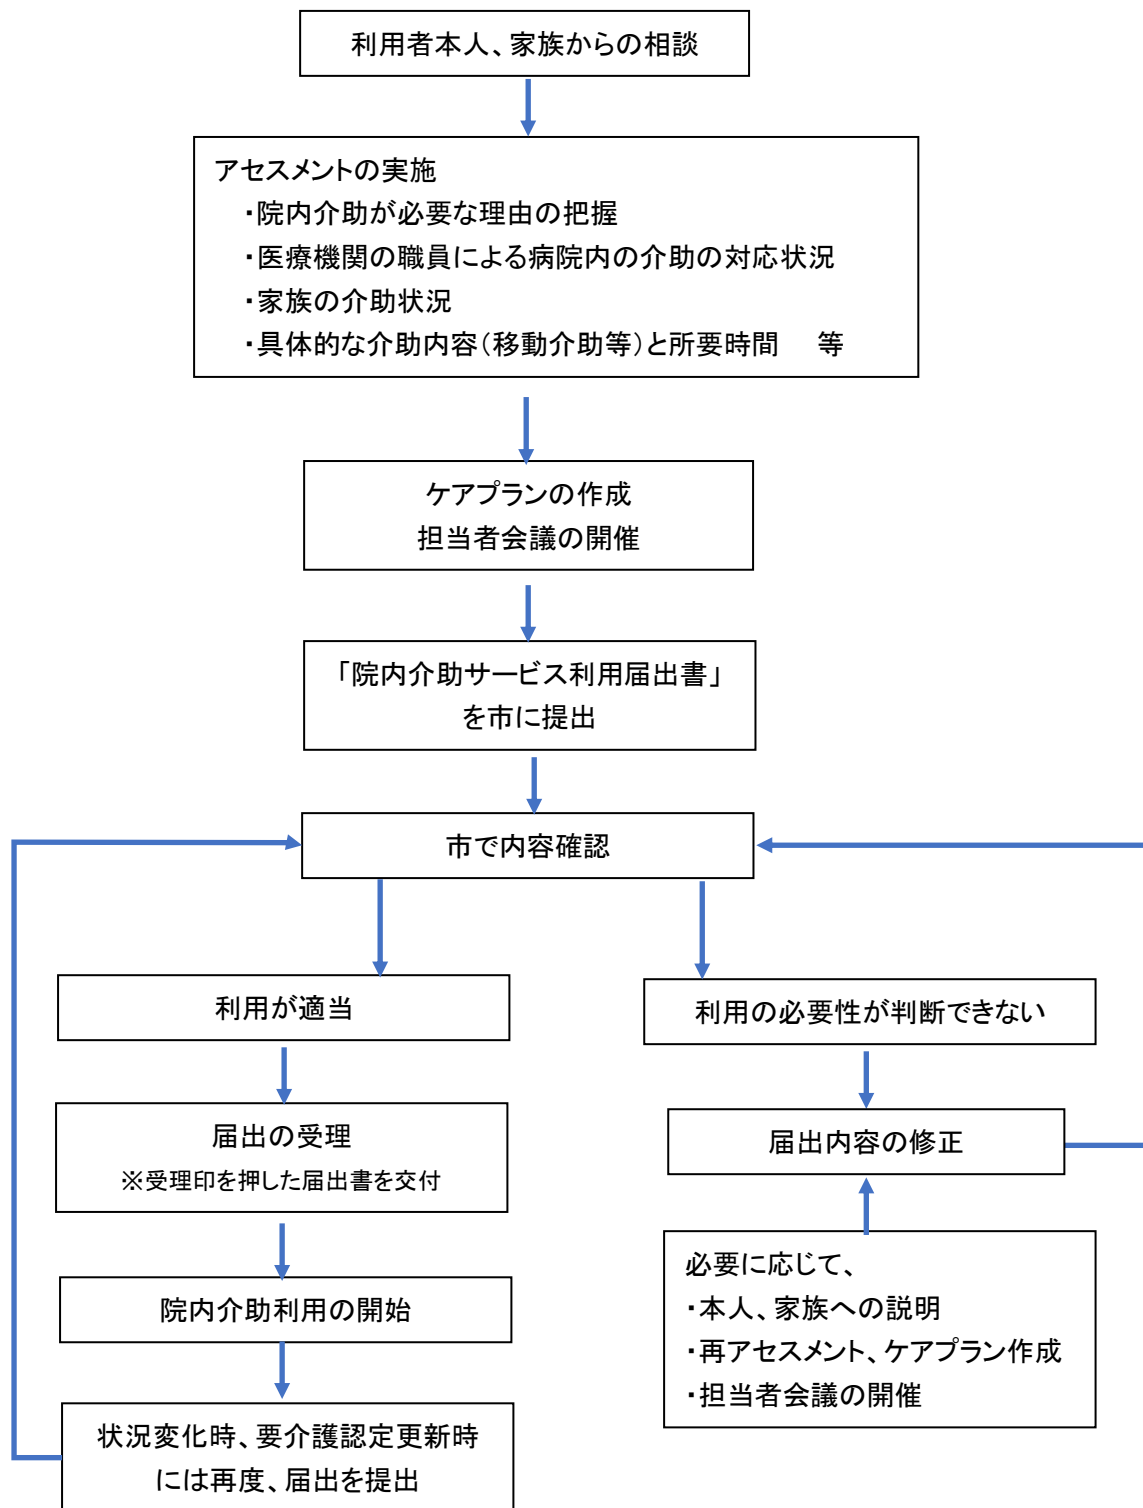 利用者本人、家族からの相談
アセスメントの実施
・院内介助が必要な理由の把握
・医療機関の職員による病院内の介助の対応状況
・家族の介助状況
・具体的な介助内容（移動介助等）と所要時間　等
ケアプランの作成
担当者会議の開催
「院内介助サービス利用届出書」
を市に提出
市で内容確認
利用が適当
届出の受理
※受理印を押した届出書を交付
院内介助利用の開始
状況変化時、要介護認定更新時
には再度、届出を提出
利用の必要性が判断できない
届出内容の修正
必要に応じて、
・本人、家族への説明
・再アセスメント、ケアプラン作成
・担当者会議の開催